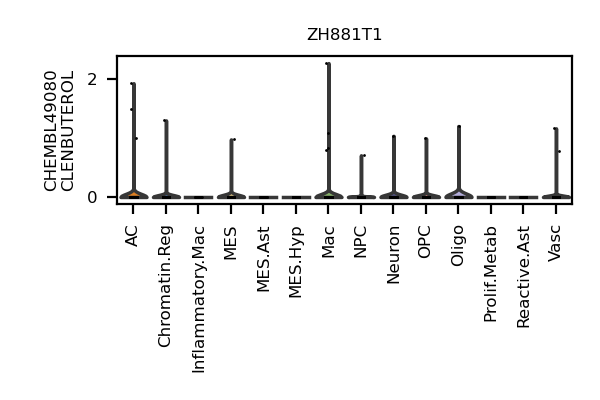 ZH881T1
CHEMBL49080
CLENBUTEROL
2
0
AC
Chromatin.Reg
Inflammatory.Mac
MES
MES.Ast
MES.Hyp
Mac
NPC
Neuron
OPC
Oligo
Prolif.Metab
Reactive.Ast
Vasc